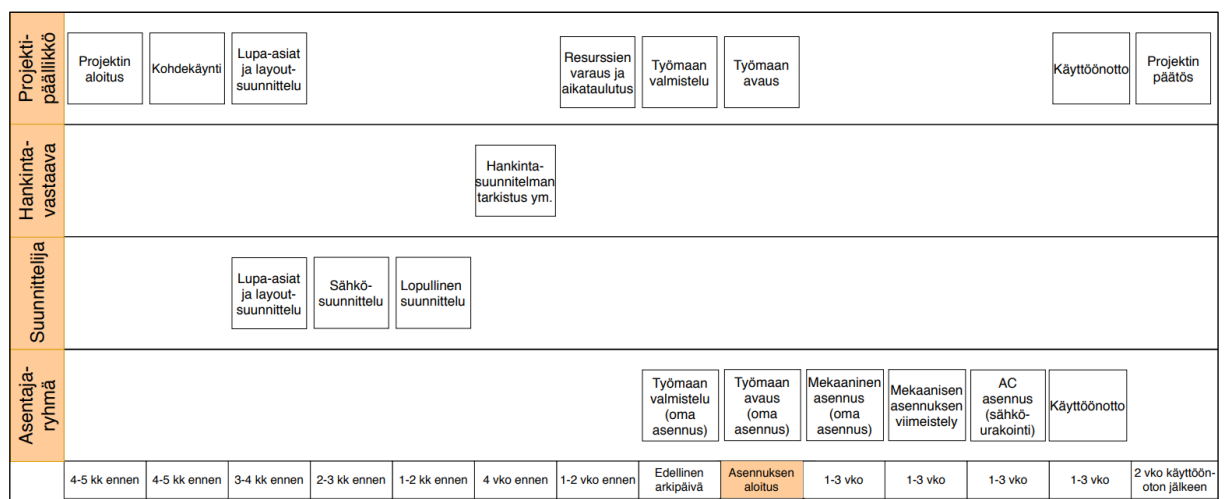 Projekti-
päällikkö
Projektin
aloitus
Kohdekäynti
Lupa-asiat
ja layout-
suunnittelu
Resurssien
varaus ja
aikataulutus
Työmaan
valmistelu
Työmaan
avaus
Käyttöönotto
Projektin
päätös
Hankinta-
vastaava
Hankinta-
suunnitelman
tarkistus ym.
Suunnittelija
Lupa-asiat
ja layout-
suunnittelu
Sähkö-
suunnittelu
Lopullinen
suunnittelu
Asentaja-
ryhmä
Työmaan
valmistelu
(oma
asennus)
Työmaan
avaus
(oma
asennus)
Mekaaninen
asennus
(oma
asennus)
Mekaanisen
asennuksen
viimeistely
AC
asennus
(sähkö-
urakointi)
Käyttöönotto
4-5 kk ennen
4-5 kk ennen
3-4 kk ennen
2-3 kk ennen
1-2 kk ennen
4 vko ennen
1-2 vko ennen
Edellinen
arkipäivä
Asennuksen
aloitus
1-3 vko
1-3 vko
1-3 vko
1-3 vko
2 vko käyttöön-
oton jälkeen